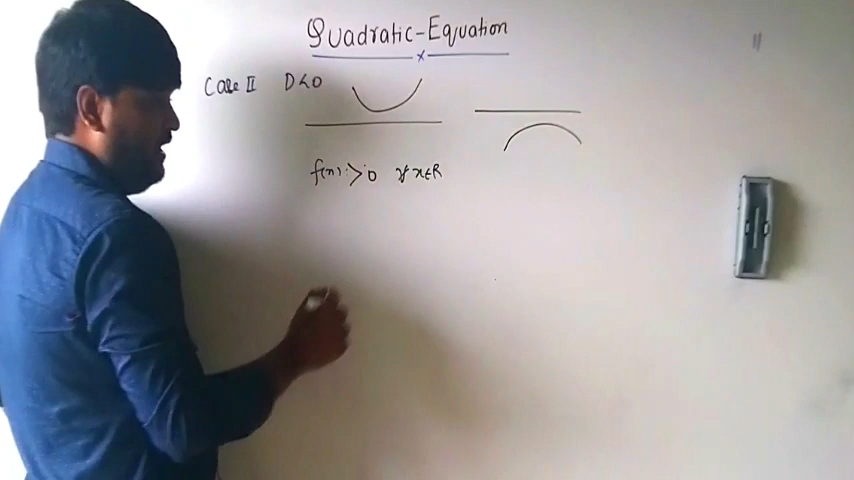 Quadratic-Equation
Case II D<0
f(x) > 0 ∀ x∈R